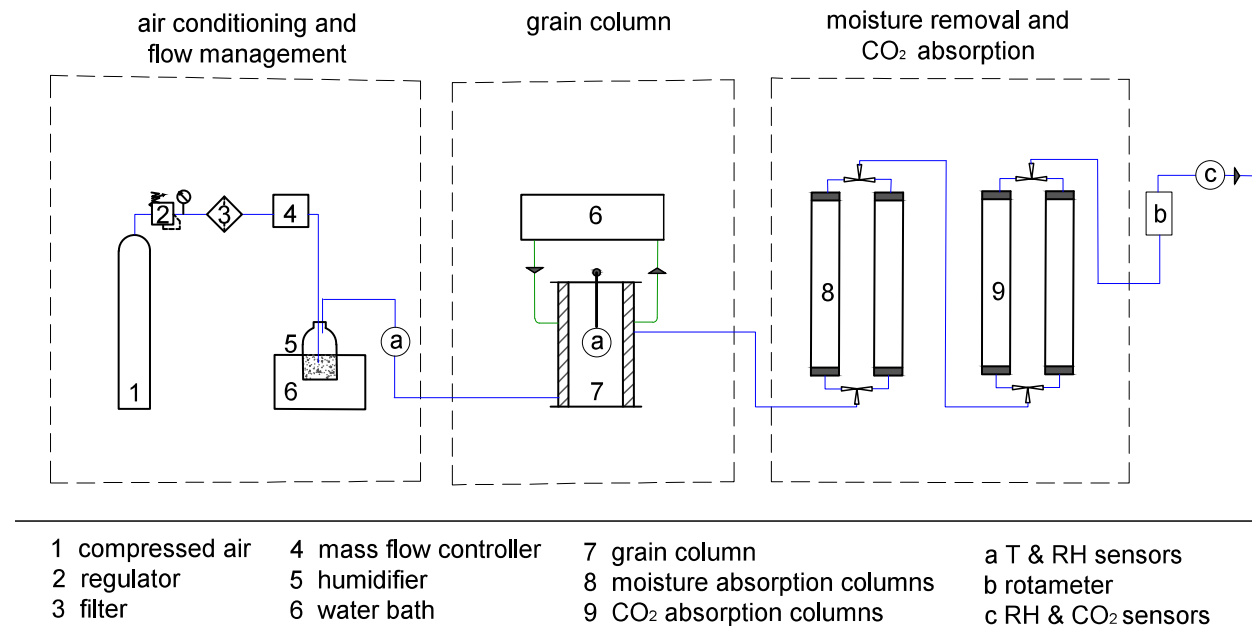 air conditioning and
flow management
grain column
moisture removal and
CO₂ absorption
1
2
3
4
5
6
a
6
a
7
8
9
b
c
1 compressed air
2 regulator
3 filter
4 mass flow controller
5 humidifier
6 water bath
7 grain column
8 moisture absorption columns
9 CO₂ absorption columns
a T & RH sensors
b rotameter
c RH & CO₂ sensors